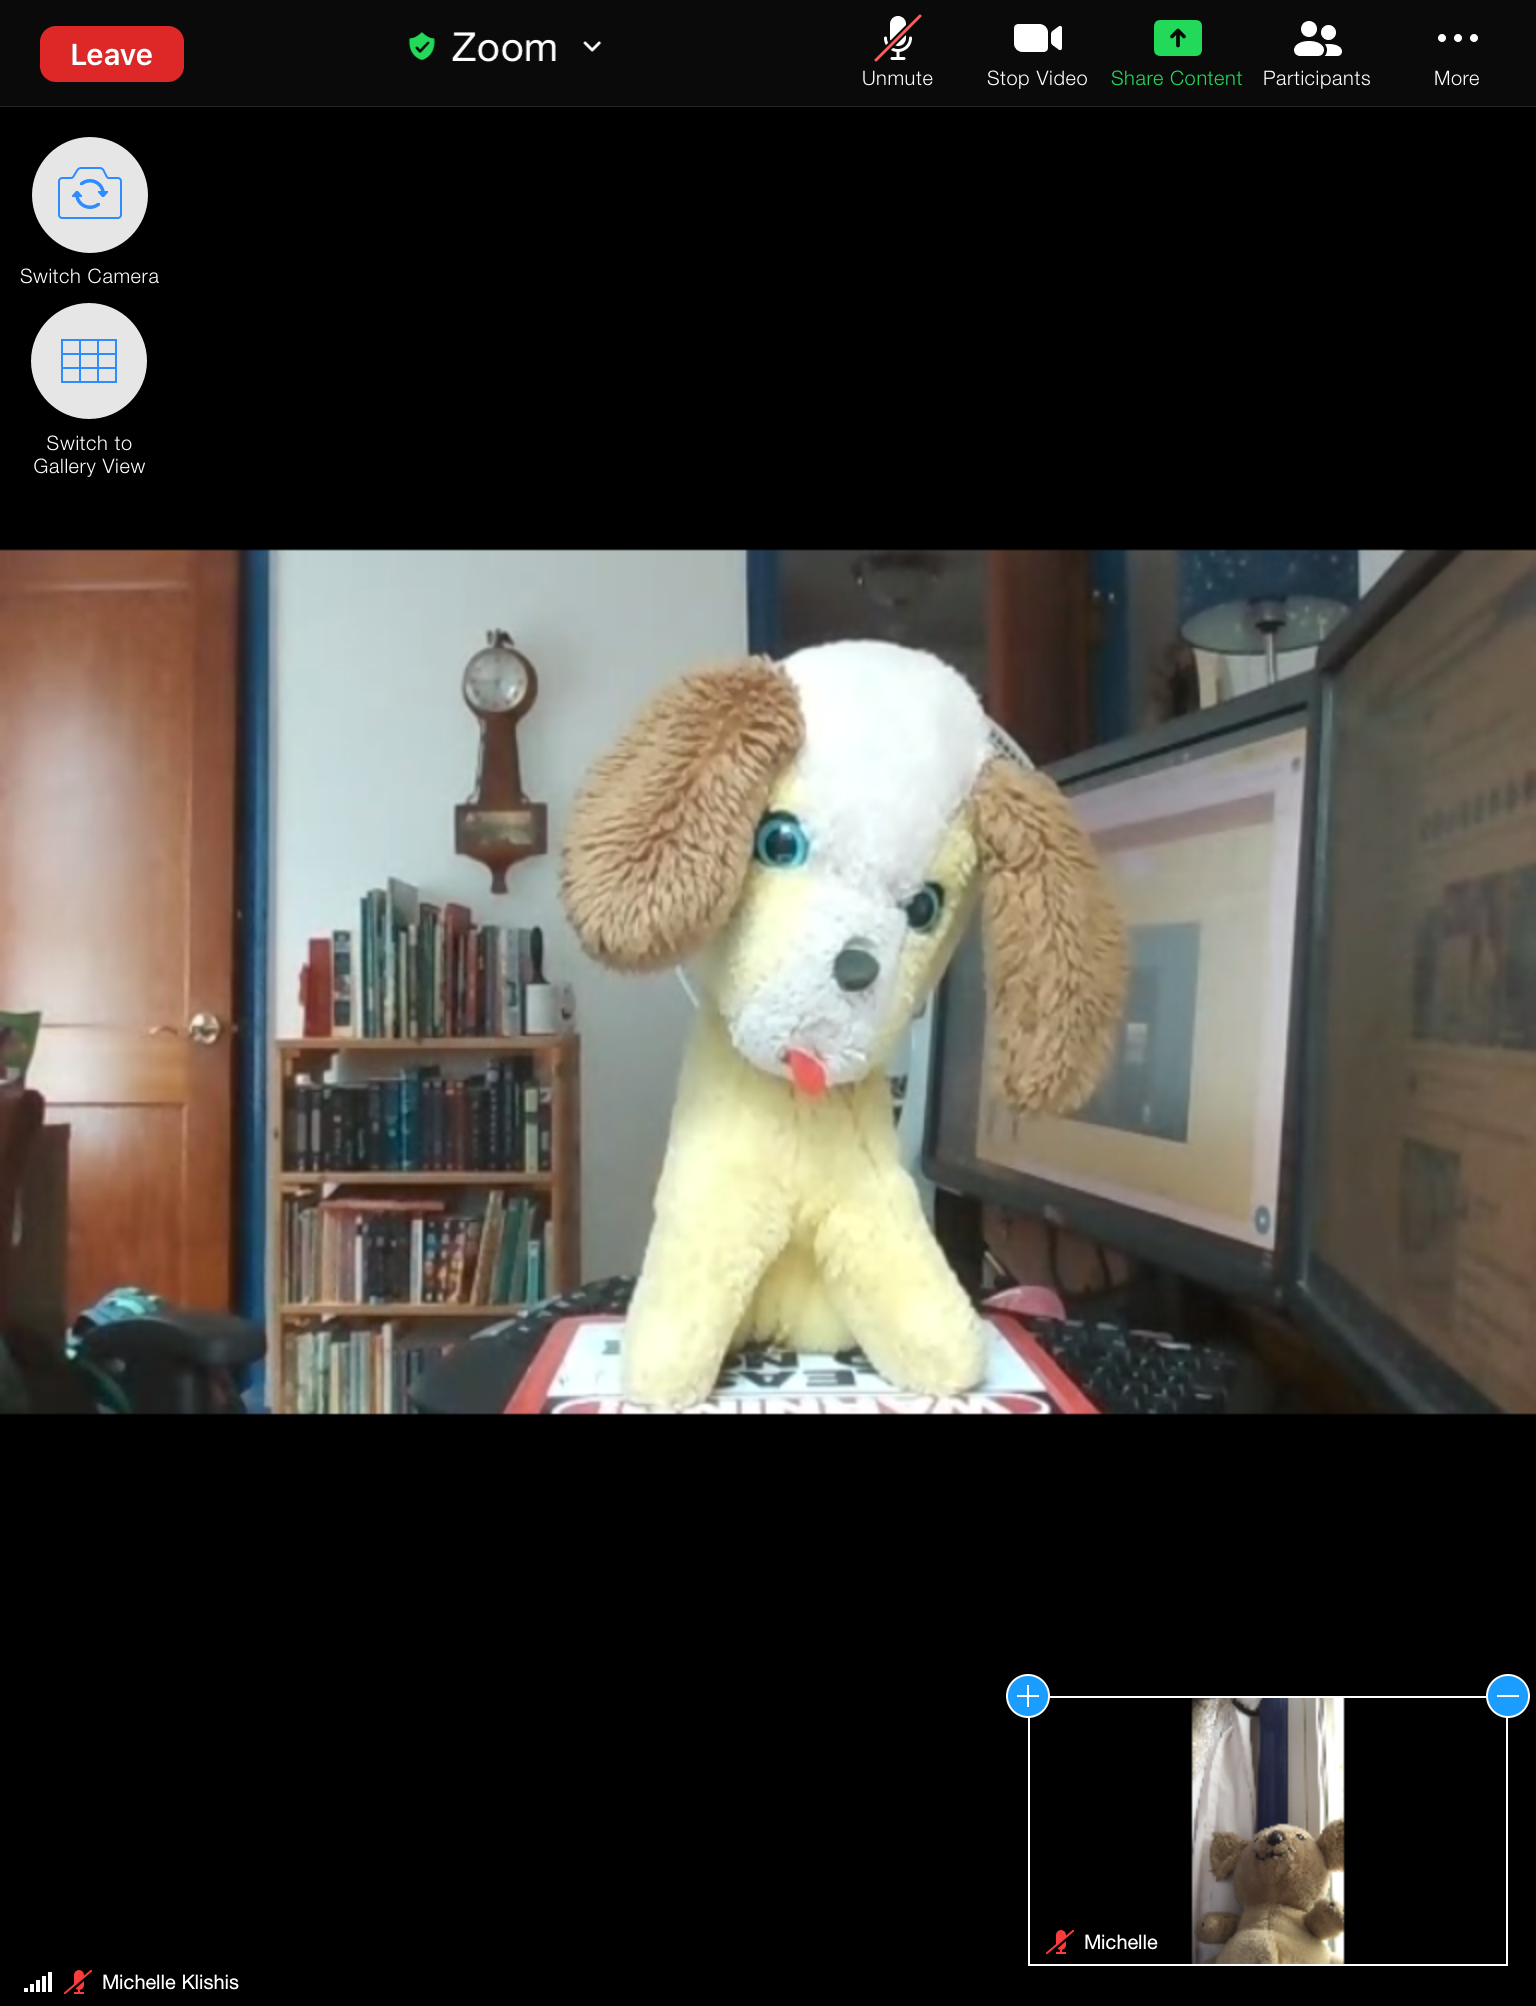 Leave
Zoom
Unmute
Stop Video
Share Content
Participants
More
Switch Camera
Switch to
Gallery View
Michelle
Michelle Klishis